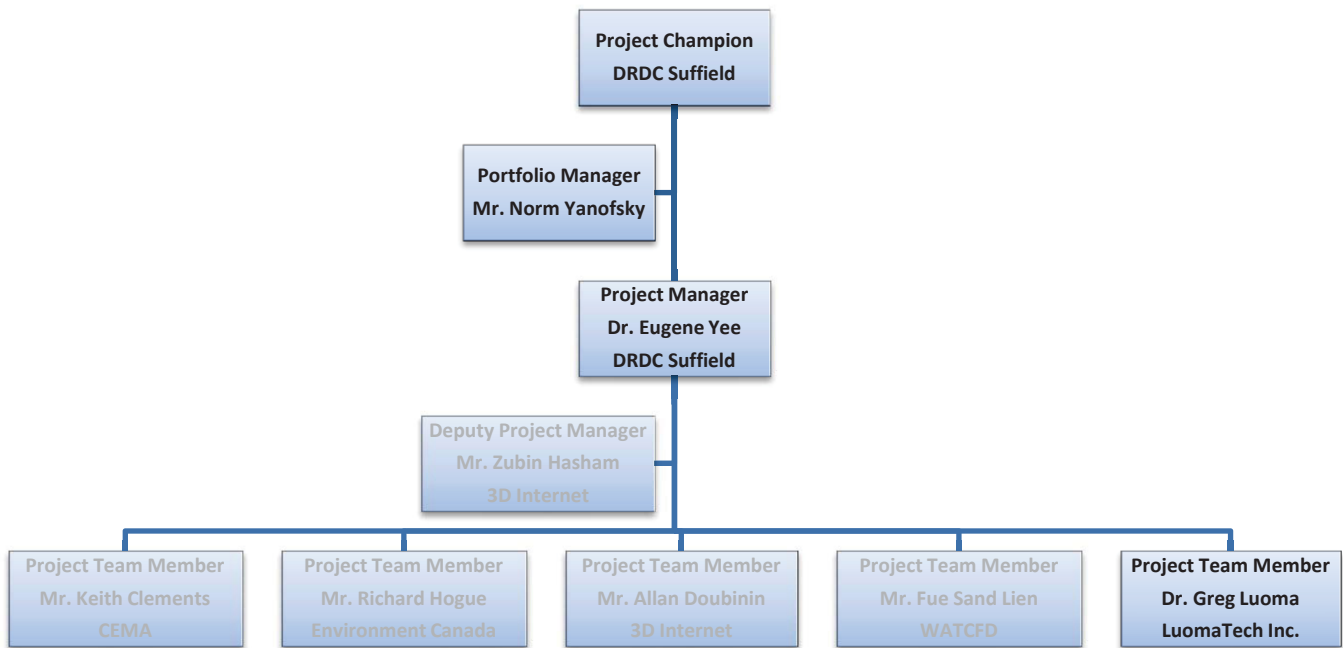 Project Champion
DRDC Suffield
Portfolio Manager
Mr. Norm Yanofsky
Project Manager
Dr. Eugene Yee
DRDC Suffield
Deputy Project Manager
Mr. Zubin Hasham
3D Internet
Project Team Member
Mr. Keith Clements
CEMA
Project Team Member
Mr. Richard Hogue
Environment Canada
Project Team Member
Mr. Allan Doubinin
3D Internet
Project Team Member
Mr. Fue Sand Lien
WATCFD
Project Team Member
Dr. Greg Luoma
LuomaTech Inc.